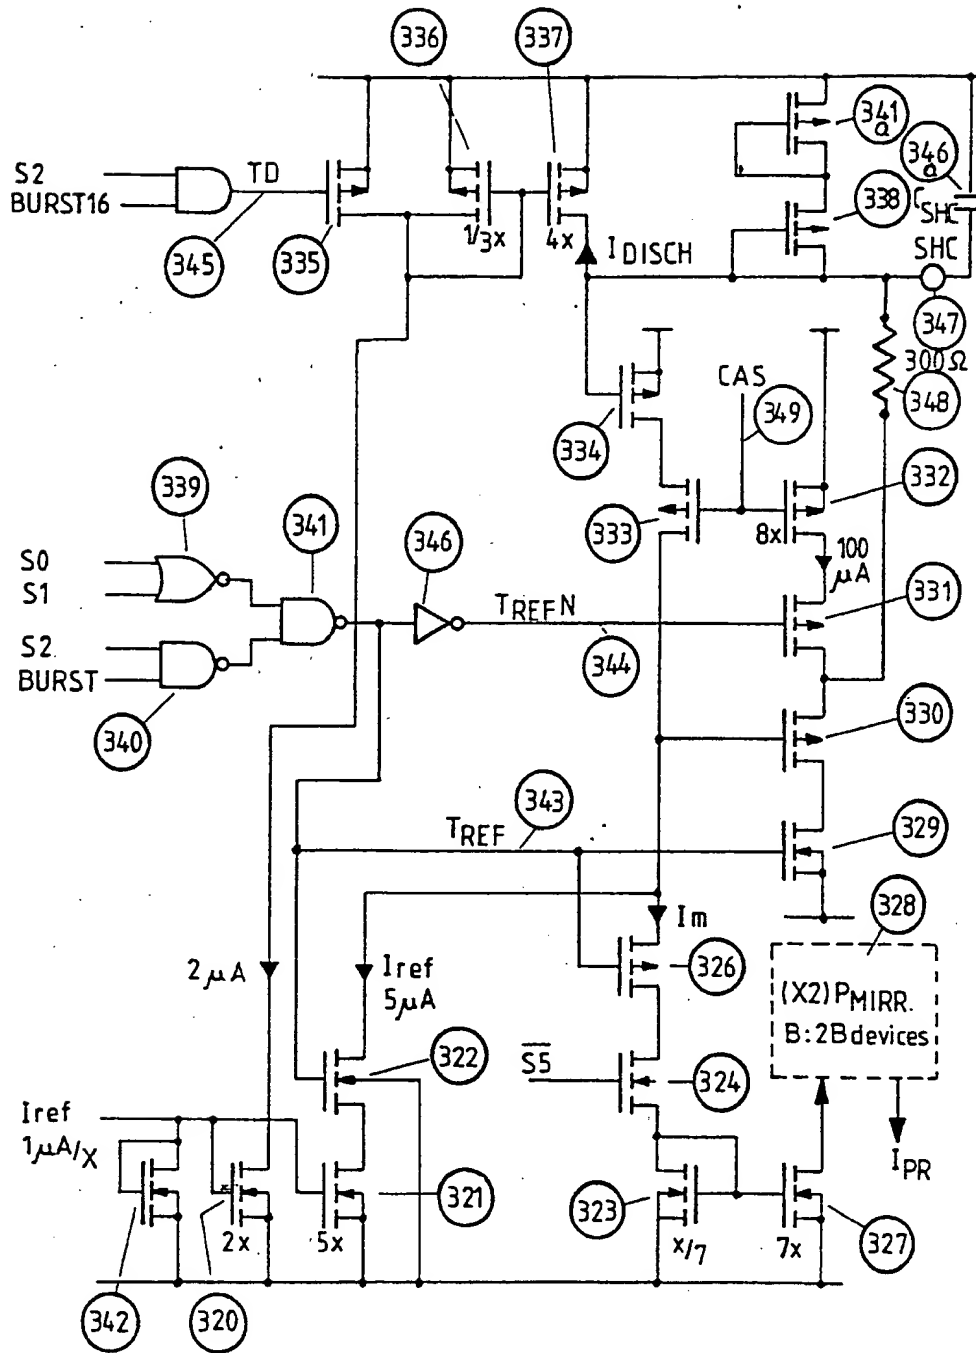 336
337
341
a
346
a
S2
BURST16
TD
1/3x
4x
338
CSHC
SHC
345
335
IDISCH
347
300Ω
348
CAS
349
334
339
332
333
8x
341
346
100
μA
S0
S1
TREFN
331
S2
BURST
344
330
340
343
TREF
329
328
Im
2μA
Iref
5μA
326
(X2) PMIRR.
B:2B devices
322
S5
324
Iref
1μA/X
IPR
321
323
327
2x
5x
x/7
7x
342
320